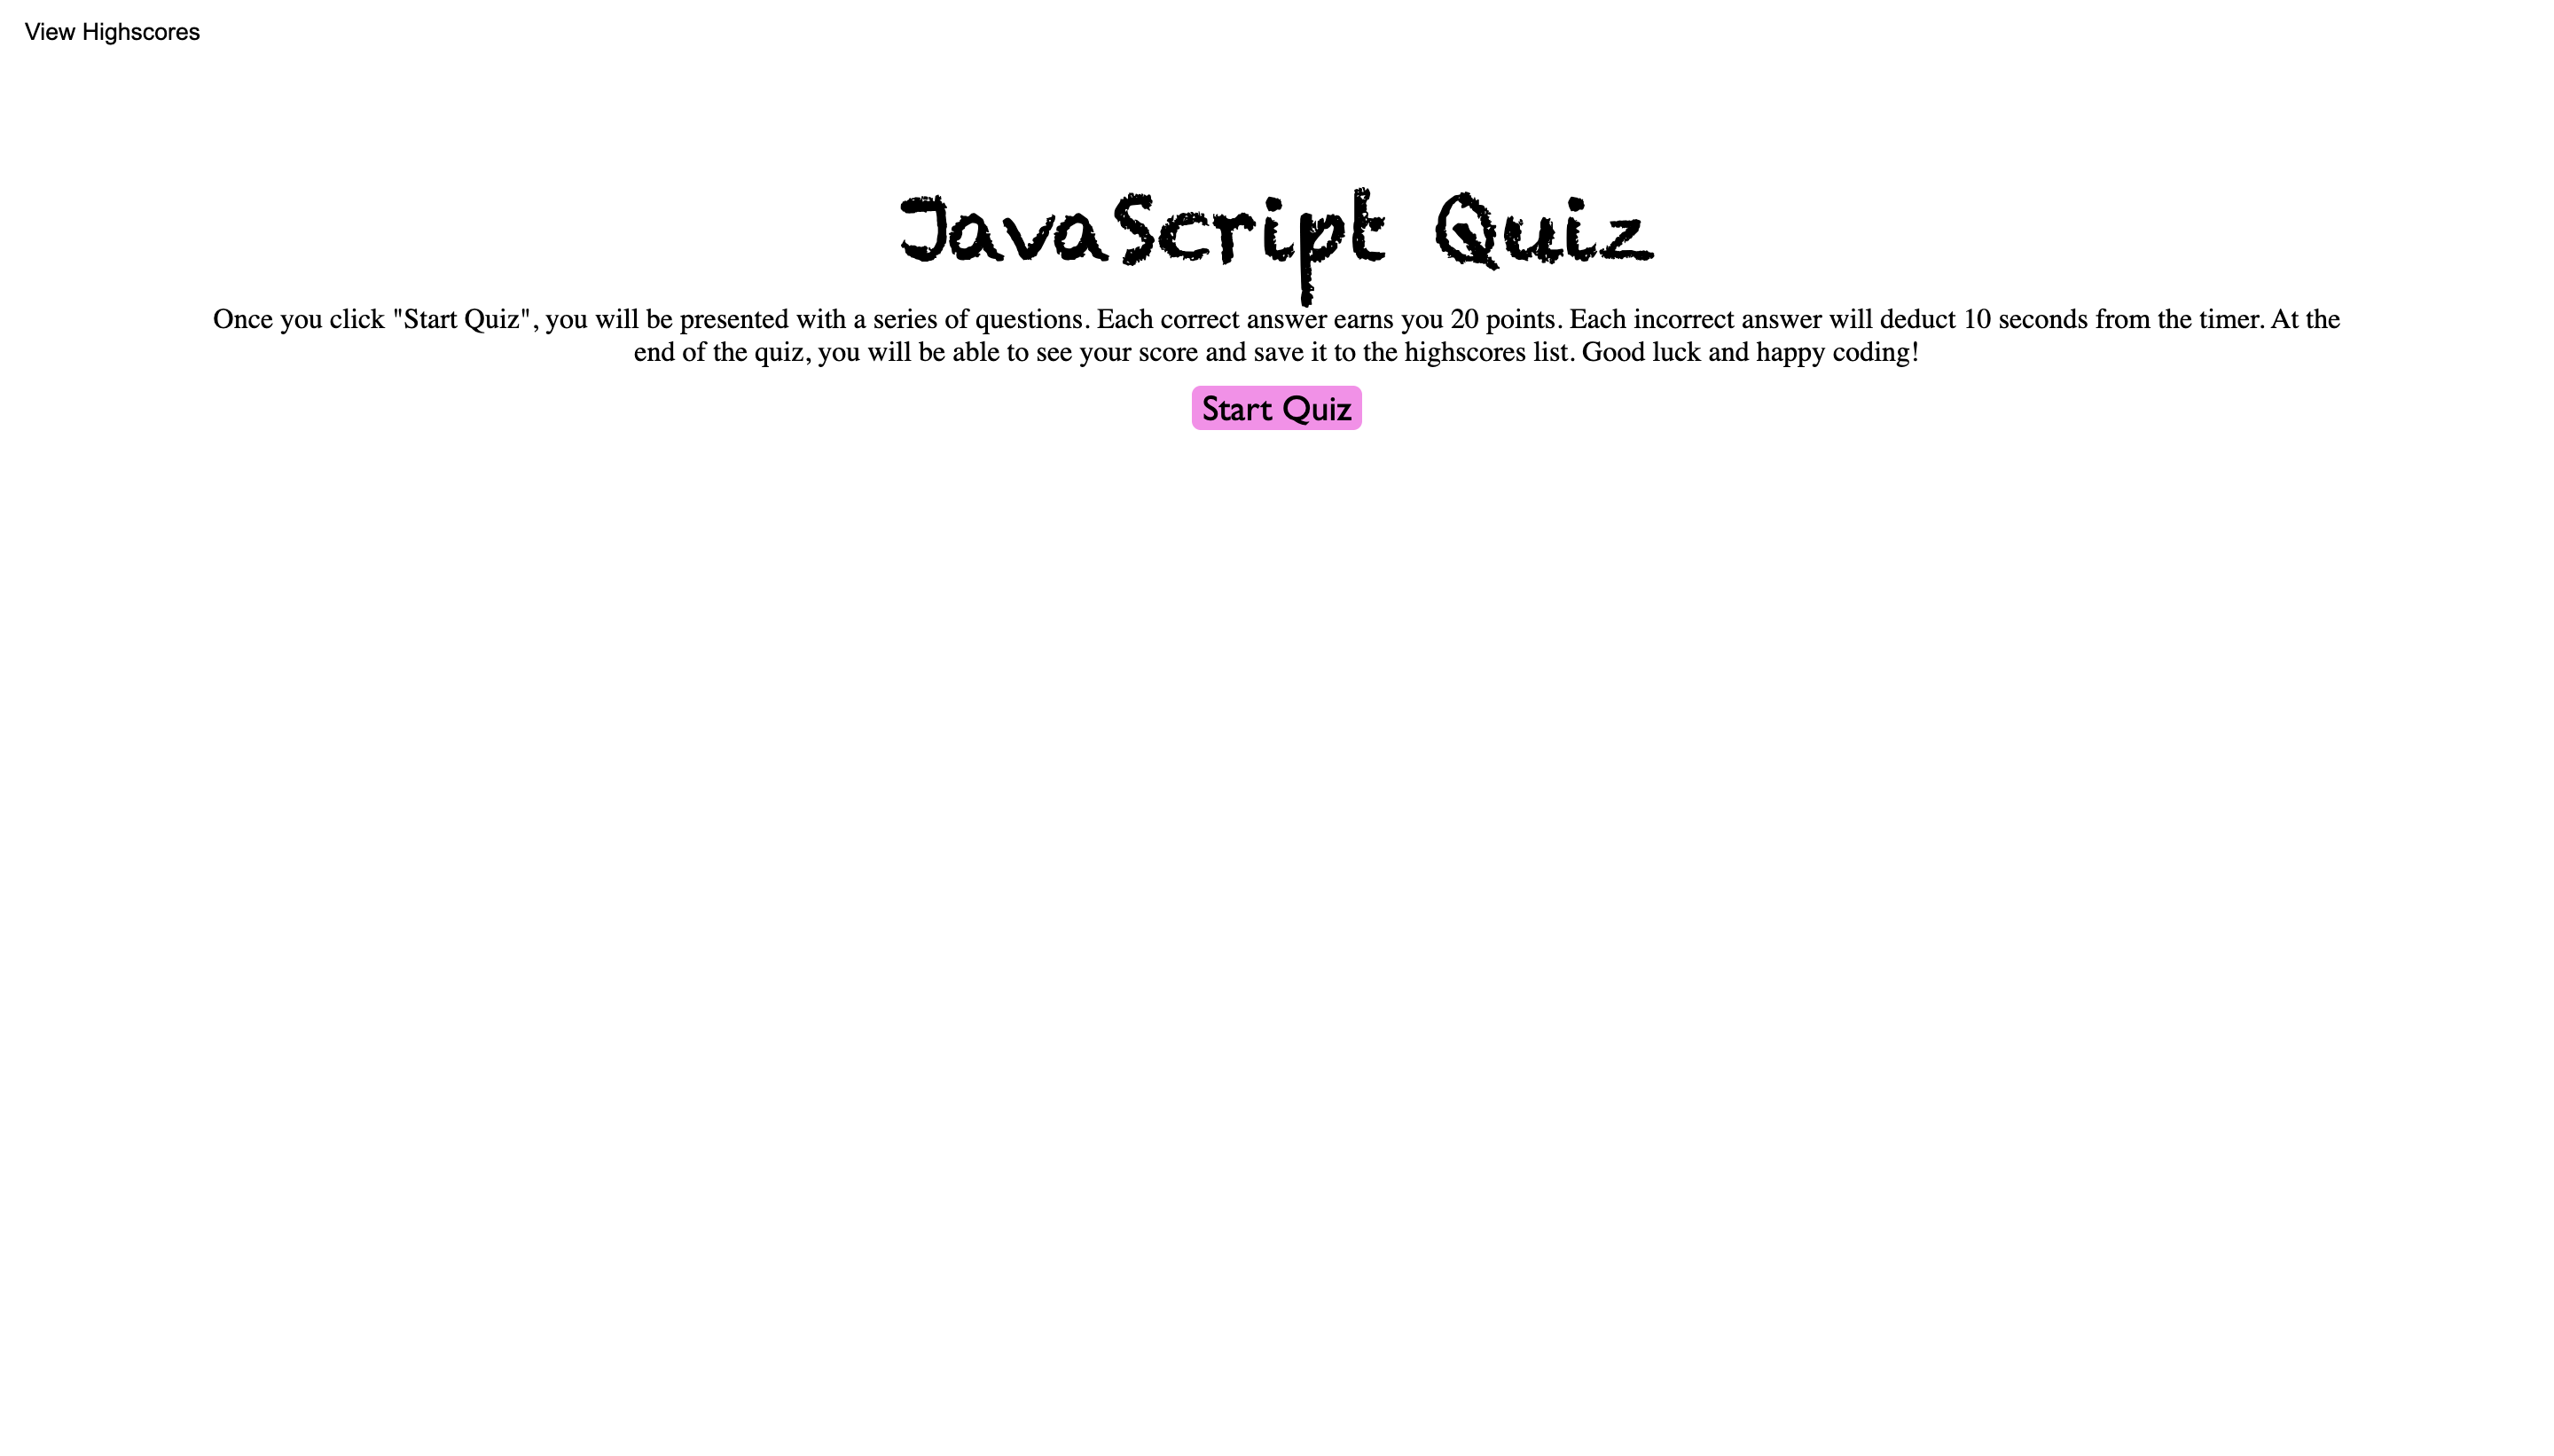 View Highscores
JavaScript Quiz
Once you click "Start Quiz", you will be presented with a series of questions. Each correct answer earns you 20 points. Each incorrect answer will deduct 10 seconds from the timer. At the
end of the quiz, you will be able to see your score and save it to the highscores list. Good luck and happy coding!
Start Quiz